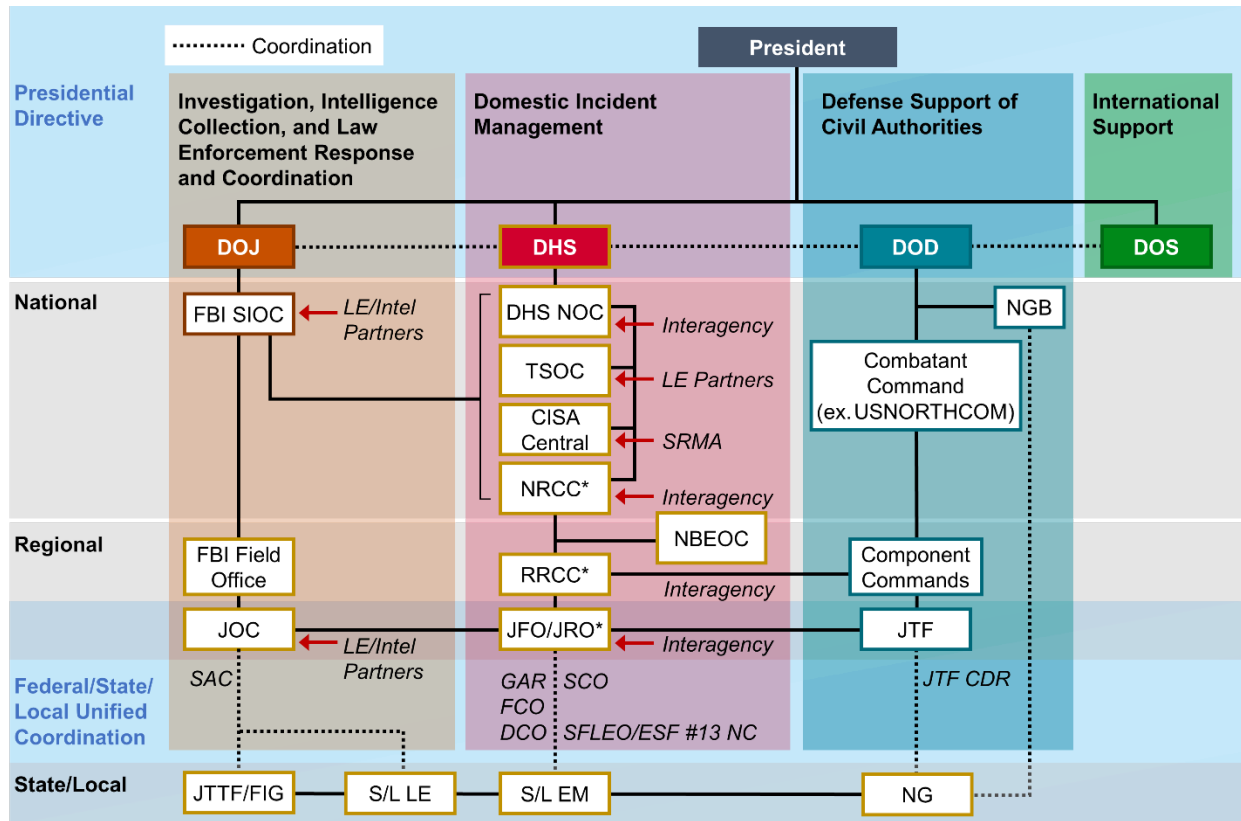 Coordination
President
Presidential
Directive
Investigation, Intelligence
Collection, and Law
Enforcement Response
and Coordination
Domestic Incident
Management
Defense Support of
Civil Authorities
International
Support
DOJ
DHS
DOD
DOS
National
FBI SIOC
LE/Intel
Partners
DHS NOC
Interagency
TSOC
LE Partners
CISA
Central
SRMA
NRCC*
Interagency
NGB
Combatant
Command
(ex. USNORTHCOM)
Regional
FBI Field
Office
NBEOC
RRCC*
Interagency
Component
Commands
JOC
LE/Intel
Partners
JFO/JRO*
Interagency
JTF
Federal/State/
Local Unified
Coordination
SAC
GAR
FCO
DCO
SCO
SFLEO/ESF #13 NC
JTF CDR
State/Local
JTTF/FIG
S/L LE
S/L EM
NG